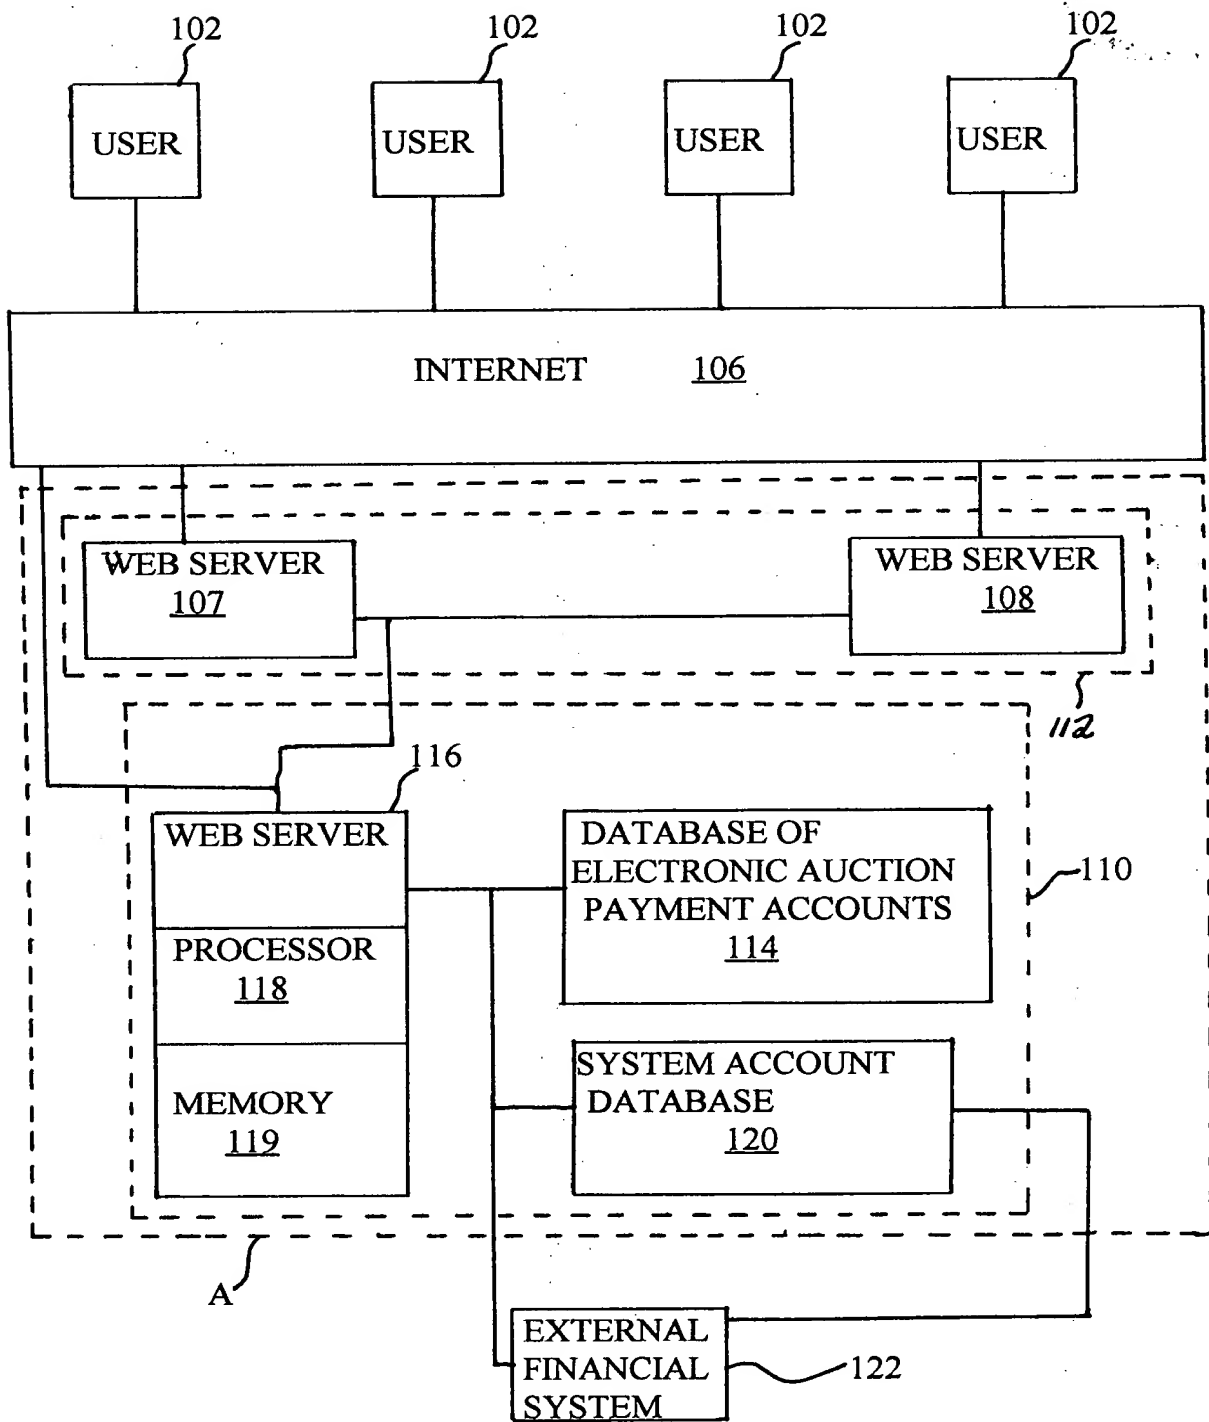 102 102 102 102
USER USER USER USER
INTERNET 106
WEB SERVER
107
WEB SERVER
108
112
116
WEB SERVER
PROCESSOR
118
MEMORY
119
DATABASE OF
ELECTRONIC AUCTION
PAYMENT ACCOUNTS
114
110
SYSTEM ACCOUNT
DATABASE
120
A
EXTERNAL
FINANCIAL
SYSTEM
122